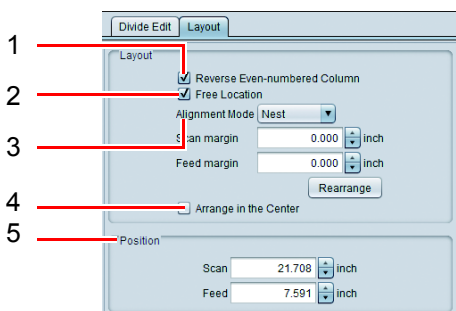 Divide Edit Layout
1
Layout
Reverse Even-numbered Column
2
Free Location
Alignment Mode Nest
3
Scan margin 0.000 inch
Feed margin 0.000 inch
Rearrange
4
Arrange in the Center
5
Position
Scan 21.708 inch
Feed 7.591 inch